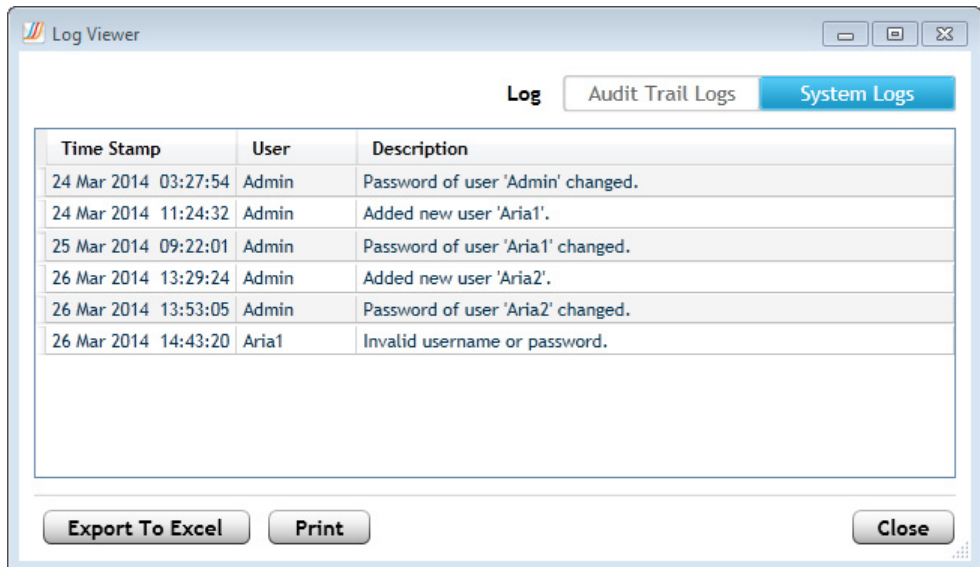 Log Viewer
Log Audit Trail Logs System Logs
Time Stamp User Description
24 Mar 2014 03:27:54 Admin Password of user 'Admin' changed.
24 Mar 2014 11:24:32 Admin Added new user 'Aria1'.
25 Mar 2014 09:22:01 Admin Password of user 'Aria1' changed.
26 Mar 2014 13:29:24 Admin Added new user 'Aria2'.
26 Mar 2014 13:53:05 Admin Password of user 'Aria2' changed.
26 Mar 2014 14:43:20 Aria1 Invalid username or password.
Export To Excel Print Close